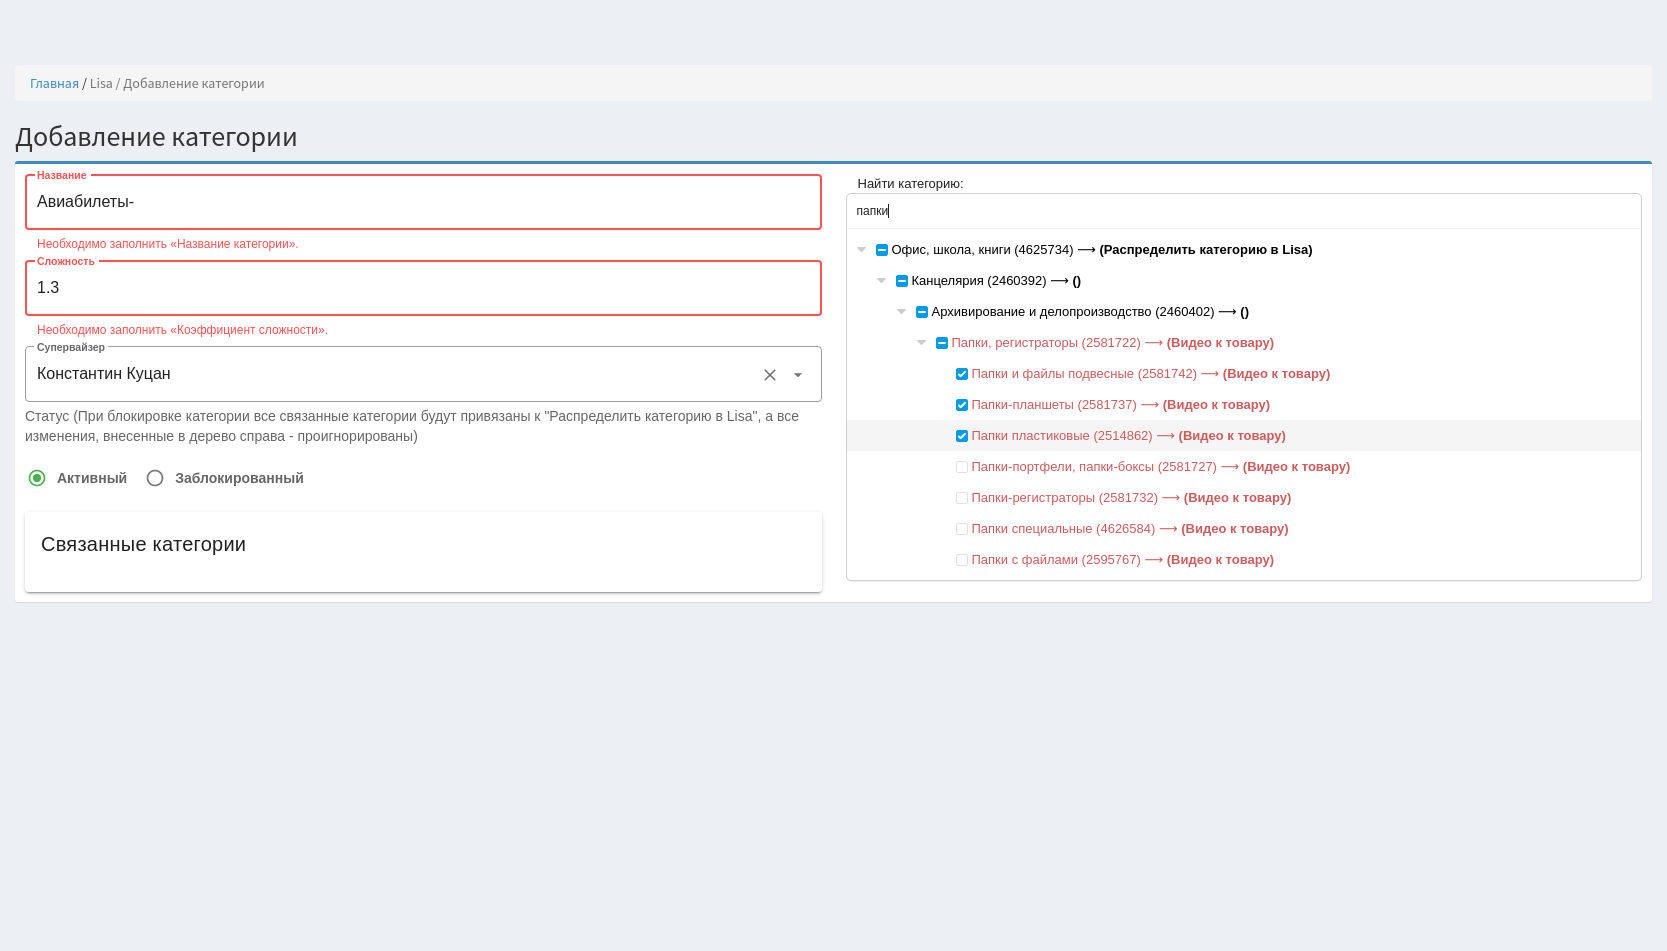 Главная / Lisa / Добавление категории
Добавление категории
Название
Авиабилеты-
Необходимо заполнить «Название категории».
Сложность
1.3
Необходимо заполнить «Коэффициент сложности».
Супервайзер
Константин Куцан
Статус (При блокировке категории все связанные категории будут привязаны к "Распределить категорию в Lisa", а все
изменения, внесенные в дерево справа - проигнорированы)
Активный Заблокированный
Связанные категории
Найти категорию:
папки
Офис, школа, книги (4625734) ⟶ (Распределить категорию в Lisa)
Канцелярия (2460392) ⟶ ()
Архивирование и делопроизводство (2460402) ⟶ ()
Папки, регистраторы (2581722) ⟶ (Видео к товару)
Папки и файлы подвесные (2581742) ⟶ (Видео к товару)
Папки-планшеты (2581737) ⟶ (Видео к товару)
Папки пластиковые (2514862) ⟶ (Видео к товару)
Папки-портфели, папки-боксы (2581727) ⟶ (Видео к товару)
Папки-регистраторы (2581732) ⟶ (Видео к товару)
Папки специальные (4626584) ⟶ (Видео к товару)
Папки с файлами (2595767) ⟶ (Видео к товару)